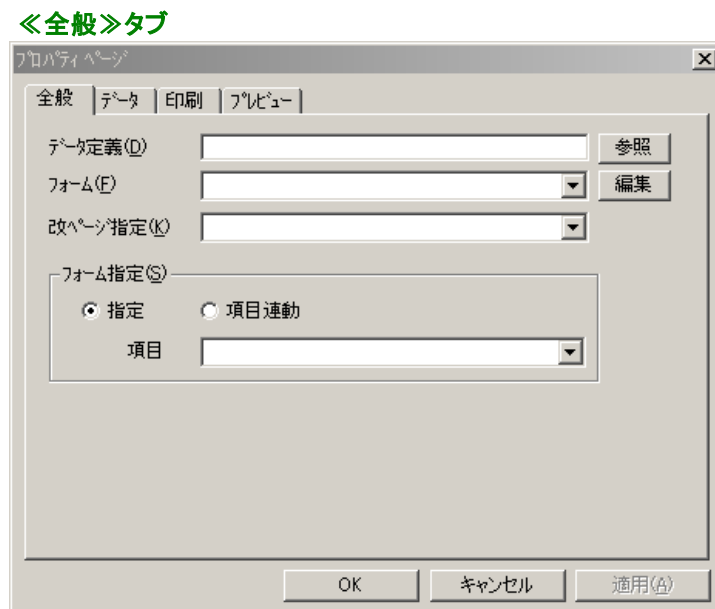 ≪全般≫タブ
ﾌﾟﾛﾊﾟﾃｨ ﾍﾟｰｼﾞ
全般 ﾃﾞｰﾀ 印刷 ﾌﾟﾚﾋﾞｭｰ
ﾃﾞｰﾀ定義(D) 参照
ﾌｫｰﾑ(F) 編集
改ﾍﾟｰｼﾞ指定(K)
ﾌｫｰﾑ指定(S)
指定 項目連動
項目
OK キャンセル 適用(A)